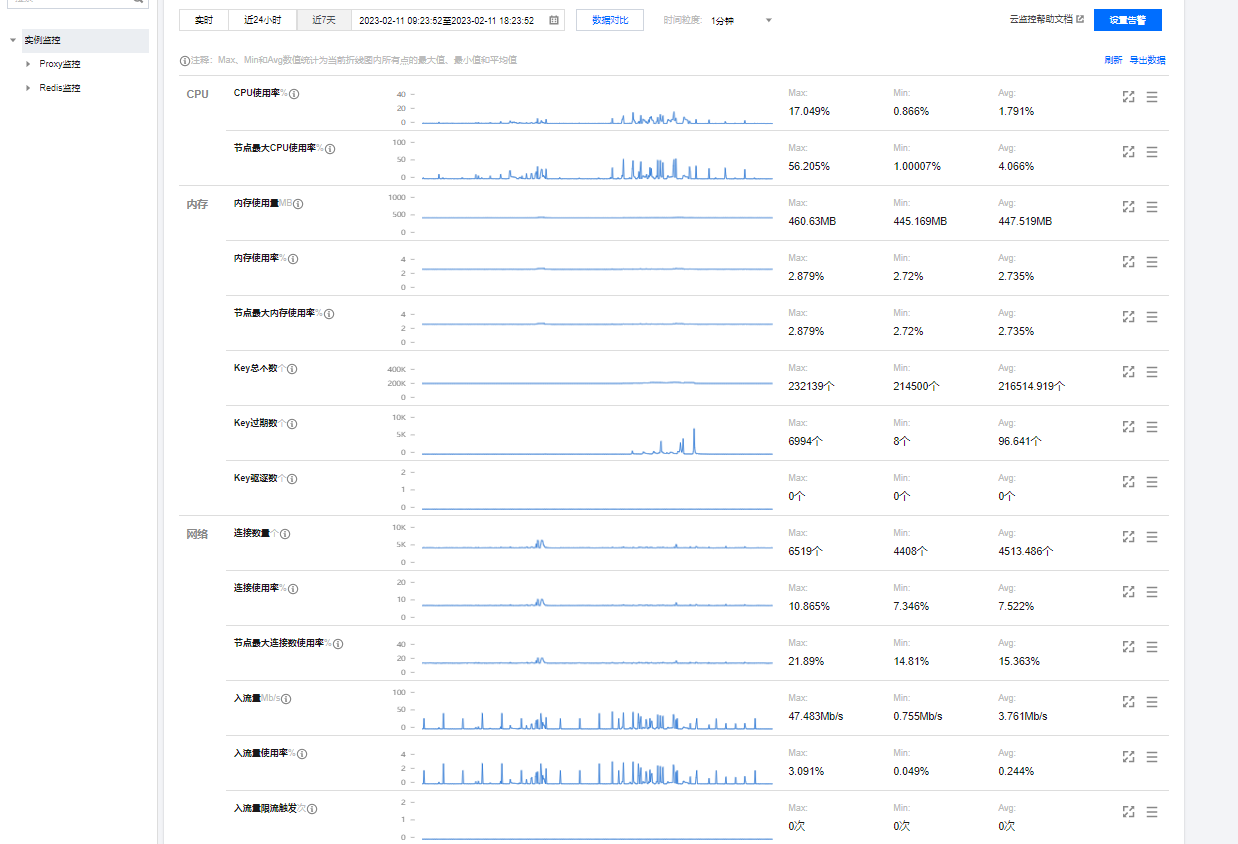 实时 近24小时 近7天 2023-02-11 09:23:52至2023-02-11 18:23:52 数据对比 时间粒度: 1分钟 云监控帮助文档 设置告警
实例监控
Proxy监控
Redis监控
注释：Max、Min和Avg数值统计为当前折线图内所有点的最大值、最小值和平均值 刷新 导出数据
CPU CPU使用率% 40 20 0 Max: 17.049% Min: 0.866% Avg: 1.791%
节点最大CPU使用率% 100 50 0 Max: 56.205% Min: 1.00007% Avg: 4.066%
内存 内存使用量MB 1000 500 0 Max: 460.63MB Min: 445.169MB Avg: 447.519MB
内存使用率% 4 2 0 Max: 2.879% Min: 2.72% Avg: 2.735%
节点最大内存使用率% 4 2 0 Max: 2.879% Min: 2.72% Avg: 2.735%
Key总个数个 400K 200K 0 Max: 232139个 Min: 214500个 Avg: 216514.919个
Key过期数个 10K 5K 0 Max: 6994个 Min: 8个 Avg: 96.641个
Key驱逐数个 2 1 0 Max: 0个 Min: 0个 Avg: 0个
网络 连接数量个 10K 5K 0 Max: 6519个 Min: 4408个 Avg: 4513.486个
连接使用率% 20 10 0 Max: 10.865% Min: 7.346% Avg: 7.522%
节点最大连接数使用率% 40 20 0 Max: 21.89% Min: 14.81% Avg: 15.363%
入流量Mb/s 100 50 0 Max: 47.483Mb/s Min: 0.755Mb/s Avg: 3.761Mb/s
入流量使用率% 4 2 0 Max: 3.091% Min: 0.049% Avg: 0.244%
入流量限流触发次 2 1 0 Max: 0次 Min: 0次 Avg: 0次